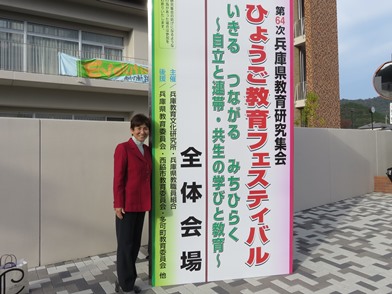 第64次 兵庫県教育研究集会
ひょうご教育フェスティバル
いきる つながる みちひらく
～自立と連帯・共生の学びと教育～
全体会場
主催／兵庫教育文化研究所・兵庫県教職員組合
後援／兵庫県教育委員会・西脇市教育委員会・多可町教育委員会 他